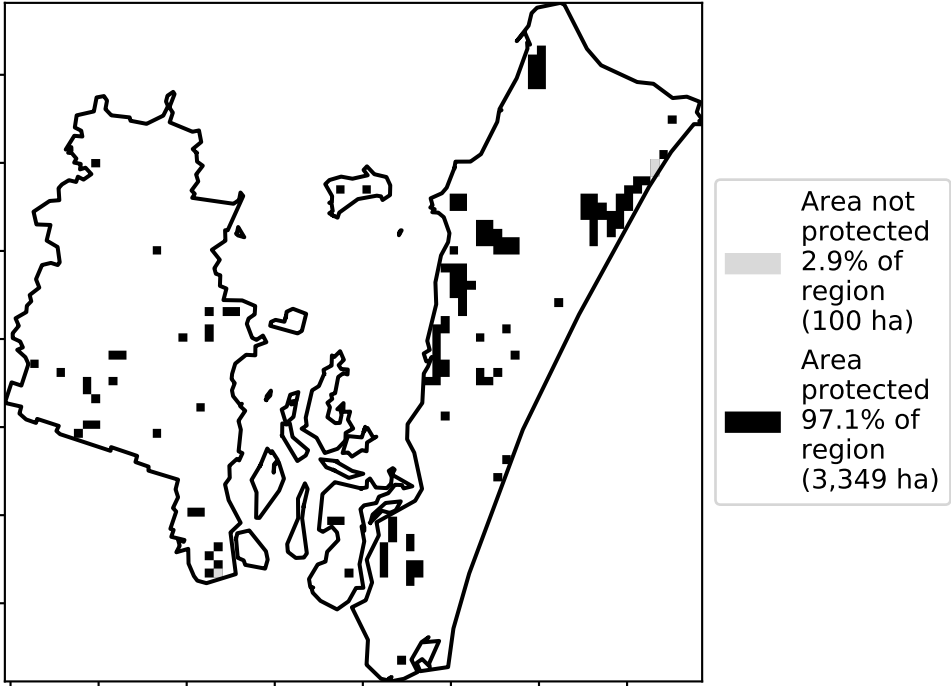 Area not
protected
2.9% of
region
(100 ha)
Area
protected
97.1% of
region
(3,349 ha)